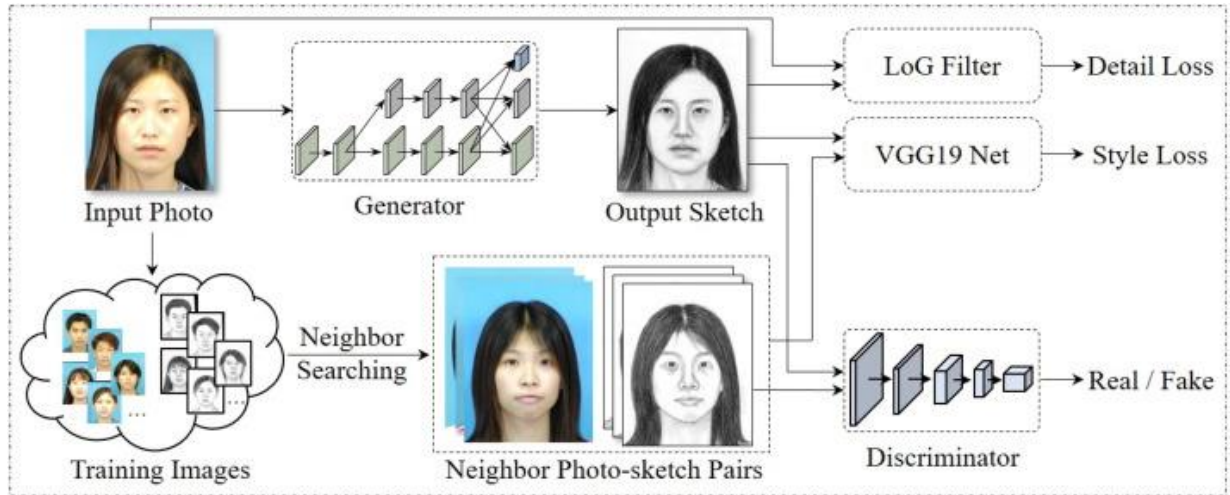 LoG Filter
Detail Loss
VGG19 Net
Style Loss
Input Photo
Generator
Output Sketch
Neighbor
Searching
...
...
Real / Fake
Training Images
Neighbor Photo-sketch Pairs
Discriminator